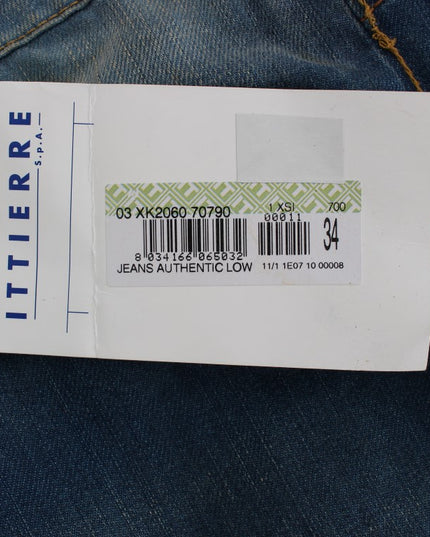 ITTIERRE
S.p.A.
03 XK2060 70790 1 XSI 700
00011
34
8 034166 065032
JEANS AUTHENTIC LOW 11/1 1E07 10 00008